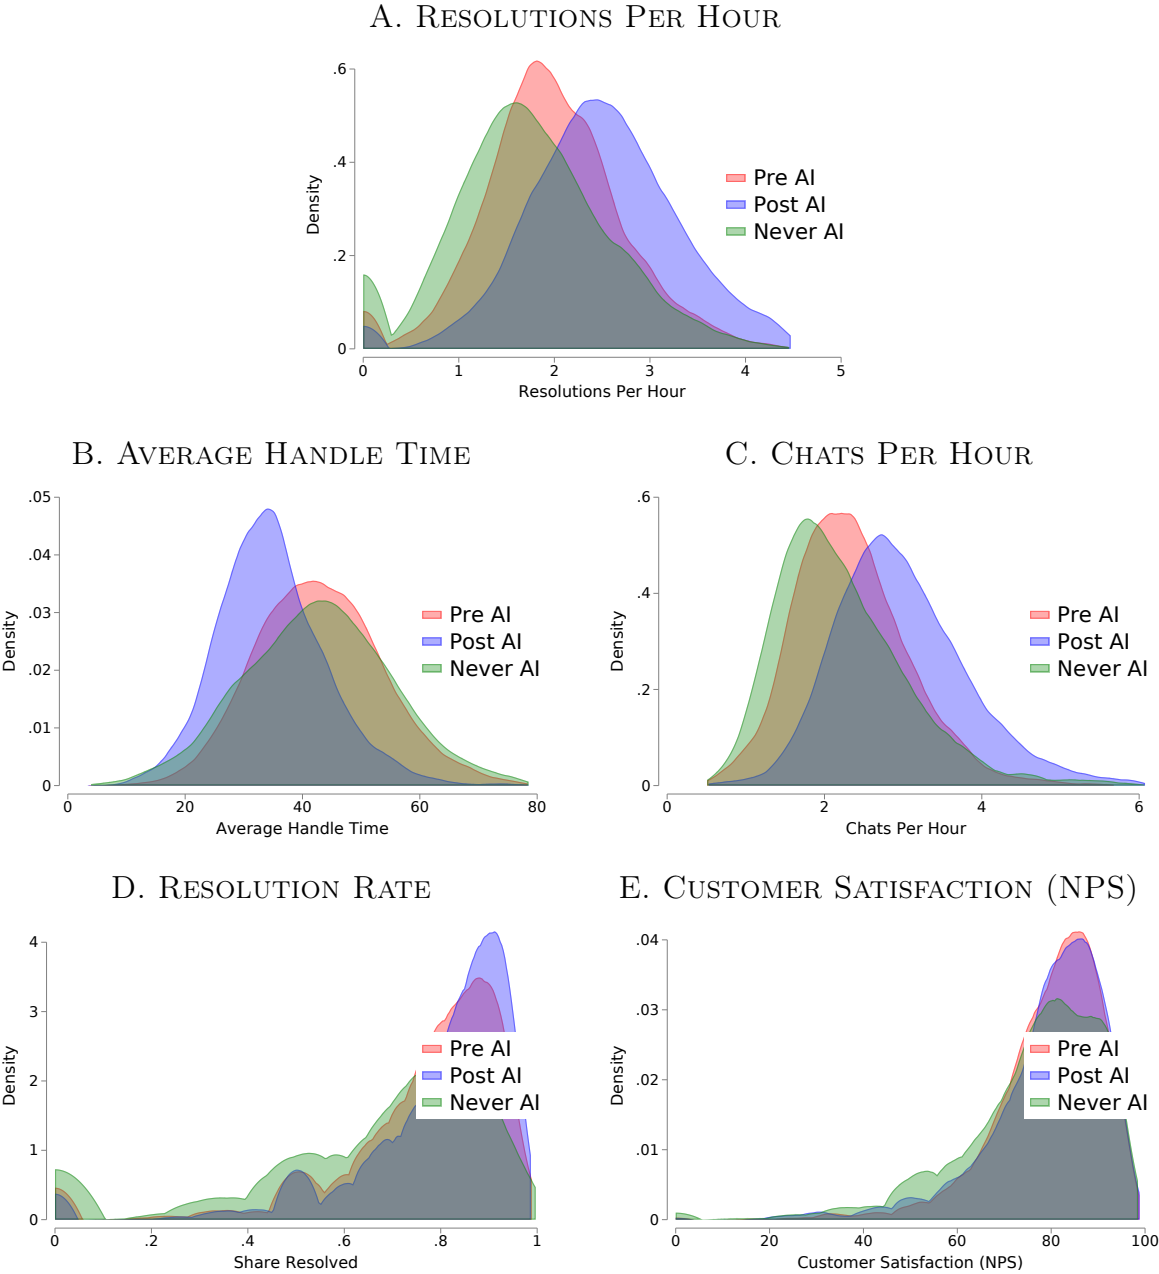 A. Resolutions Per Hour
.6
.4
.2
0
Density
0 1 2 3 4 5
Resolutions Per Hour
Pre AI
Post AI
Never AI
B. Average Handle Time
.05
.04
.03
.02
.01
0
Density
0 20 40 60 80
Average Handle Time
Pre AI
Post AI
Never AI
C. Chats Per Hour
.6
.4
.2
0
Density
0 2 4 6
Chats Per Hour
Pre AI
Post AI
Never AI
D. Resolution Rate
4
3
2
1
0
Density
0 .2 .4 .6 .8 1
Share Resolved
Pre AI
Post AI
Never AI
E. Customer Satisfaction (NPS)
.04
.03
.02
.01
0
Density
0 20 40 60 80 100
Customer Satisfaction (NPS)
Pre AI
Post AI
Never AI